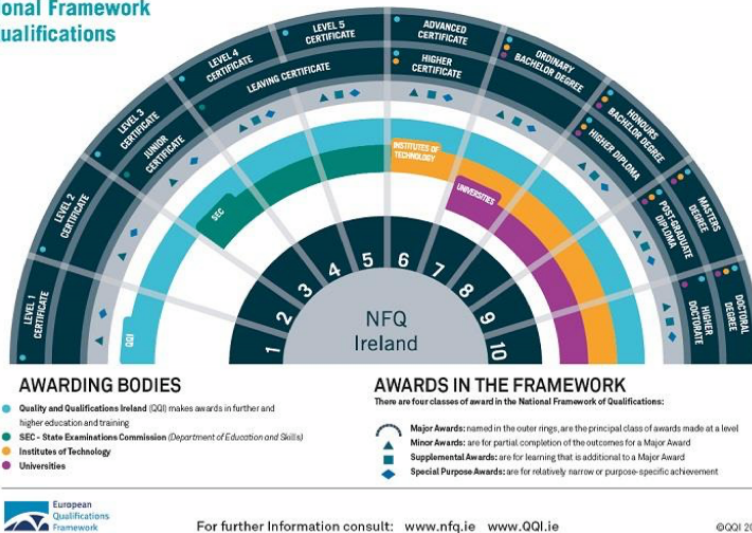 onal Framework
ualifications
LEVEL 1
CERTIFICATE
LEVEL 2
CERTIFICATE
LEVEL 3
CERTIFICATE
JUNIOR
CERTIFICATE
LEVEL 4
CERTIFICATE
LEVEL 5
CERTIFICATE
LEAVING CERTIFICATE
ADVANCED
CERTIFICATE
HIGHER
CERTIFICATE
ORDINARY
BACHELOR DEGREE
HONOURS
BACHELOR DEGREE
HIGHER DIPLOMA
MASTERS
DEGREE
POST-GRADUATE
DIPLOMA
DOCTORAL
DEGREE
HIGHER
DOCTORATE
QQI
SEC
INSTITUTES OF
TECHNOLOGY
UNIVERSITIES
1
2
3
4
5
6
7
8
9
10
NFQ
Ireland
AWARDING BODIES
Quality and Qualifications Ireland (QQI) makes awards in further and
higher education and training
SEC - State Examinations Commission (Department of Education and Skills)
Institutes of Technology
Universities
AWARDS IN THE FRAMEWORK
There are four classes of award in the National Framework of Qualifications:
Major Awards: named in the outer rings, are the principal class of awards made at a level
Minor Awards: are for partial completion of the outcomes for a Major Award
Supplemental Awards: are for learning that is additional to a Major Award
Special Purpose Awards: are for relatively narrow or purpose-specific achievement
European
Qualifications
Framework
For further Information consult: www.nfq.ie www.QQI.ie
©QQI 20